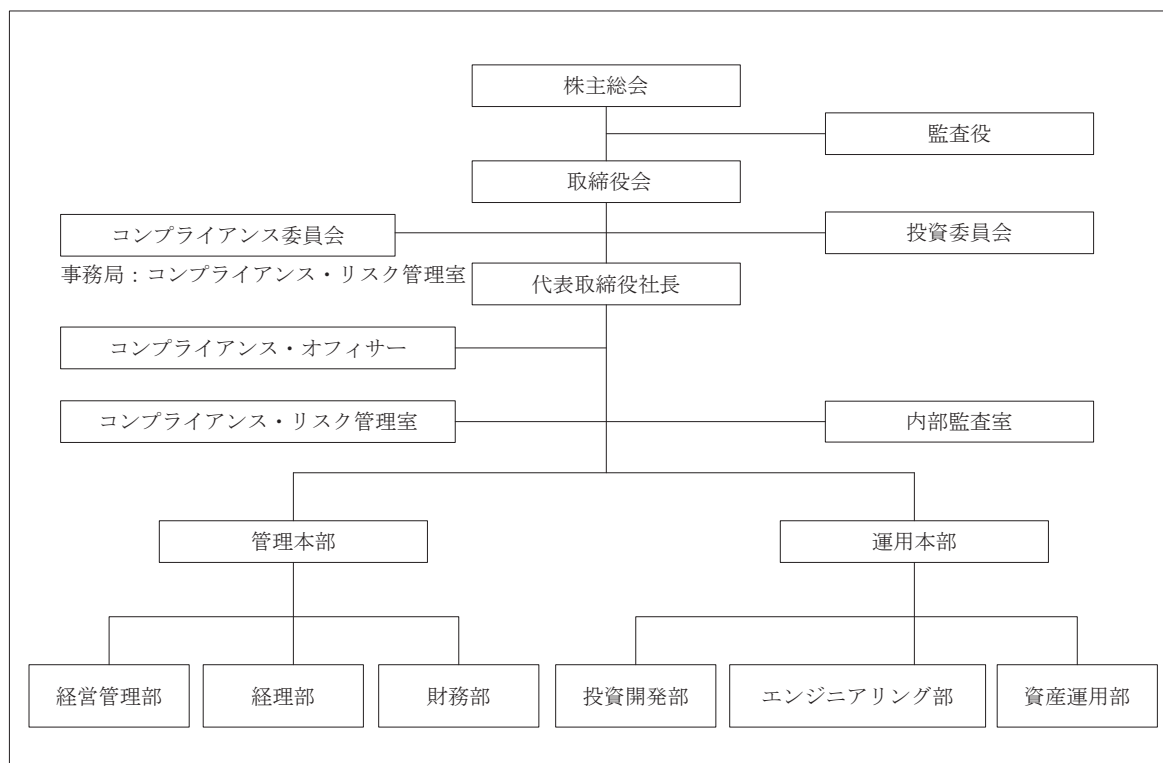 株主総会
監査役
取締役会
コンプライアンス委員会
投資委員会
事務局：コンプライアンス・リスク管理室
代表取締役社長
コンプライアンス・オフィサー
コンプライアンス・リスク管理室
内部監査室
管理本部
運用本部
経営管理部
経理部
財務部
投資開発部
エンジニアリング部
資産運用部